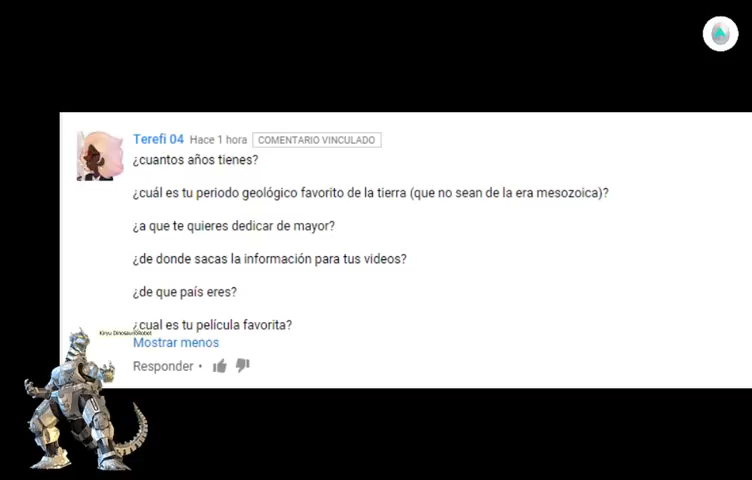 Terefi 04 Hace 1 hora COMENTARIO VINCULADO
¿cuantos años tienes?
¿cuál es tu periodo geológico favorito de la tierra (que no sean de la era mesozoica)?
¿a que te quieres dedicar de mayor?
¿de donde sacas la información para tus videos?
¿de que país eres?
¿cual es tu película favorita?
Kiryu DinosaurioRobot
Mostrar menos
Responder •